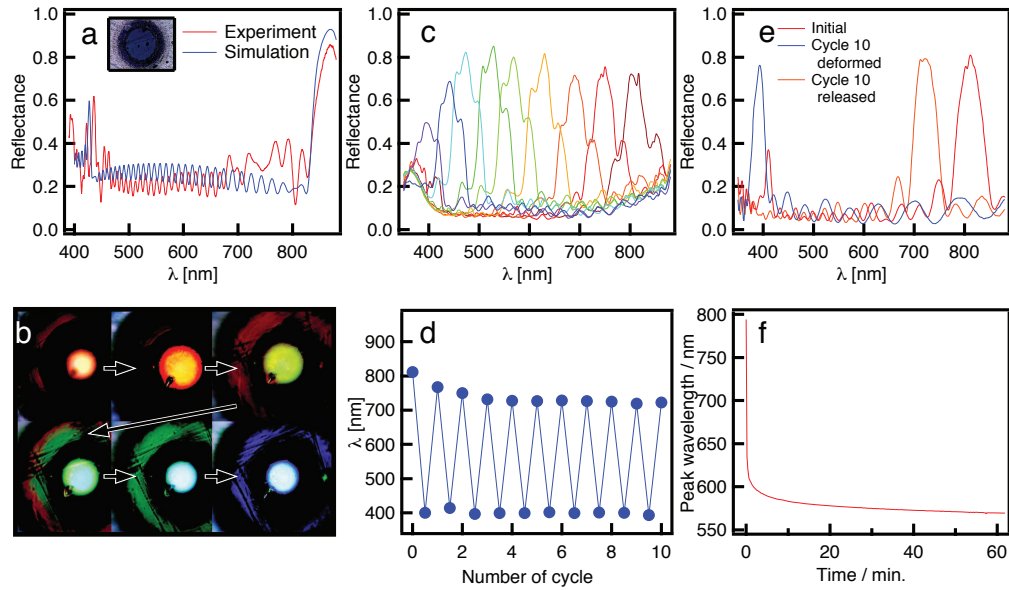 a
Experiment
Simulation
Reflectance
1.0
0.8
0.6
0.4
0.2
0.0
400 500 600 700 800
λ [nm]
c
Reflectance
1.0
0.8
0.6
0.4
0.2
0.0
400 500 600 700 800
λ [nm]
e
Initial
Cycle 10
deformed
Cycle 10
released
Reflectance
1.0
0.8
0.6
0.4
0.2
0.0
400 500 600 700 800
λ [nm]
b
d
λ [nm]
900
800
700
600
500
400
0 2 4 6 8 10
Number of cycle
f
Peak wavelength / nm
800
750
700
650
600
550
0 20 40 60
Time / min.